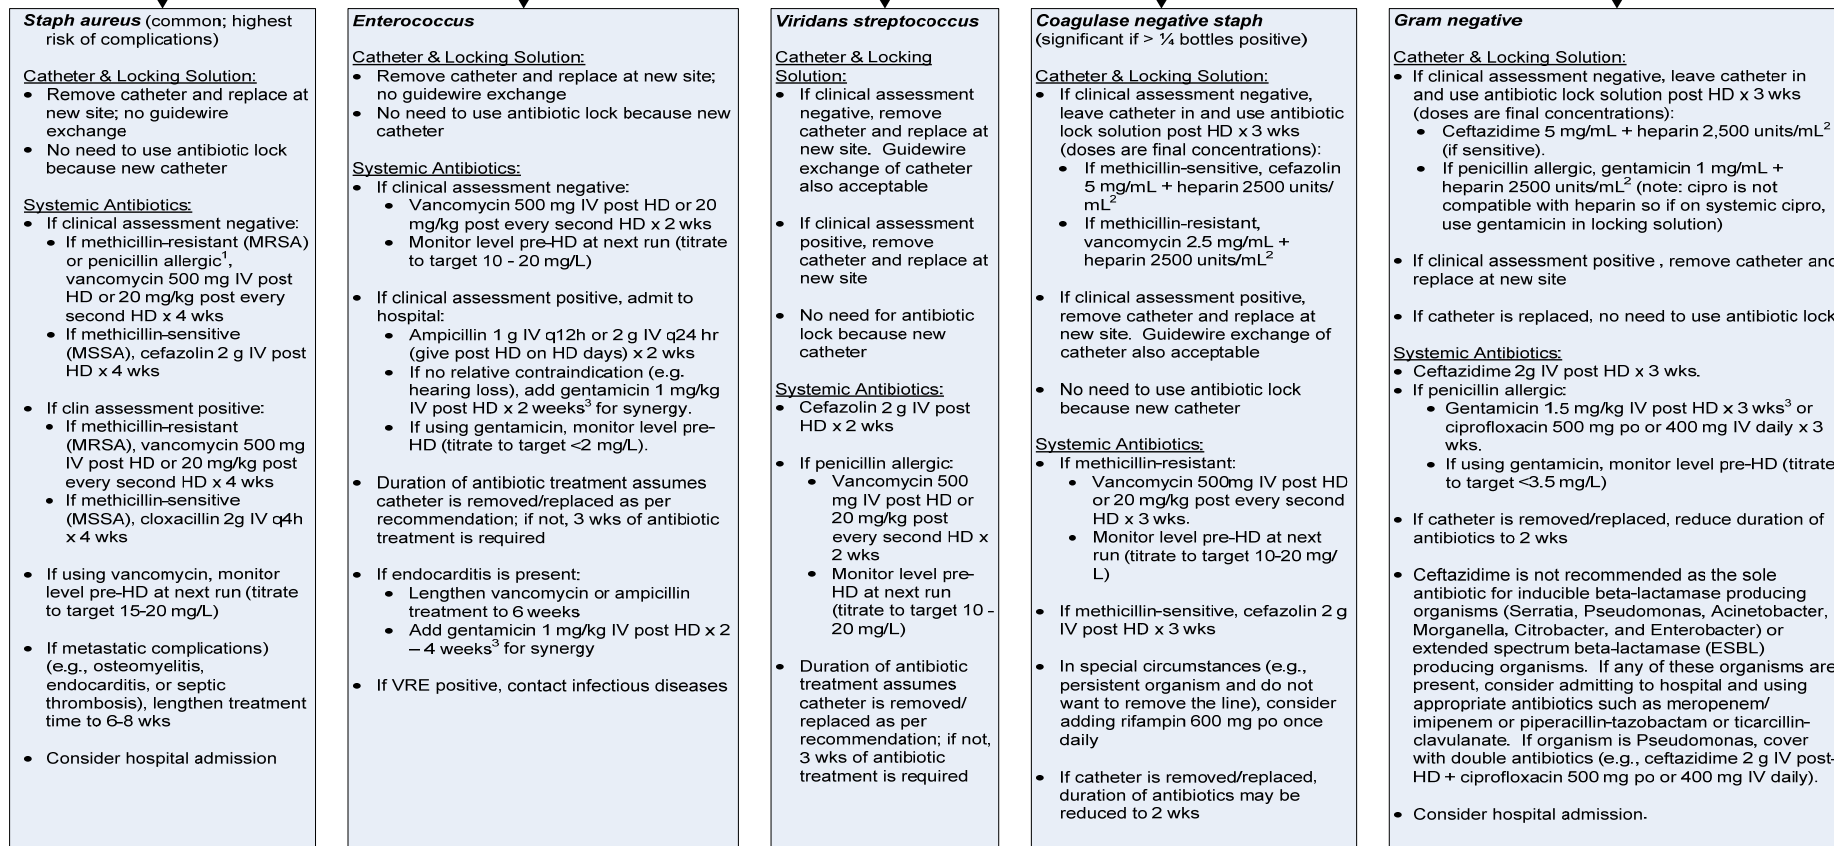 Staph aureus (common; highest
risk of complications)
Catheter & Locking Solution:
• Remove catheter and replace at
new site; no guidewire
exchange
• No need to use antibiotic lock
because new catheter
Systemic Antibiotics:
• If clinical assessment negative:
• If methicillin-resistant (MRSA)
or penicillin allergic¹,
vancomycin 500 mg IV post
HD or 20 mg/kg post every
second HD x 4 wks
• If methicillin-sensitive
(MSSA), cefazolin 2 g IV post
HD x 4 wks
• If clin assessment positive:
• If methicillin-resistant
(MRSA), vancomycin 500 mg
IV post HD or 20 mg/kg post
every second HD x 4 wks
• If methicillin-sensitive
(MSSA), cloxacillin 2g IV q4h
x 4 wks
• If using vancomycin, monitor
level pre-HD at next run (titrate
to target 15-20 mg/L)
• If metastatic complications)
(e.g., osteomyelitis,
endocarditis, or septic
thrombosis), lengthen treatment
time to 6-8 wks
• Consider hospital admission
Enterococcus
Catheter & Locking Solution:
• Remove catheter and replace at new site;
no guidewire exchange
• No need to use antibiotic lock because new
catheter
Systemic Antibiotics:
• If clinical assessment negative:
• Vancomycin 500 mg IV post HD or 20
mg/kg post every second HD x 2 wks
• Monitor level pre-HD at next run (titrate
to target 10 - 20 mg/L)
• If clinical assessment positive, admit to
hospital:
• Ampicillin 1 g IV q12h or 2 g IV q24 hr
(give post HD on HD days) x 2 wks
• If no relative contraindication (e.g.
hearing loss), add gentamicin 1 mg/kg
IV post HD x 2 weeks³ for synergy.
• If using gentamicin, monitor level pre-
HD (titrate to target <2 mg/L).
• Duration of antibiotic treatment assumes
catheter is removed/replaced as per
recommendation; if not, 3 wks of antibiotic
treatment is required
• If endocarditis is present:
• Lengthen vancomycin or ampicillin
treatment to 6 weeks
• Add gentamicin 1 mg/kg IV post HD x 2
– 4 weeks³ for synergy
• If VRE positive, contact infectious diseases
Viridans streptococcus
Catheter & Locking
Solution:
• If clinical assessment
negative, remove
catheter and replace at
new site. Guidewire
exchange of catheter
also acceptable
• If clinical assessment
positive, remove
catheter and replace at
new site
• No need for antibiotic
lock because new
catheter
Systemic Antibiotics:
• Cefazolin 2 g IV post
HD x 2 wks
• If penicillin allergic:
• Vancomycin 500
mg IV post HD or
20 mg/kg post
every second HD x
2 wks
• Monitor level pre-
HD at next run
(titrate to target 10 -
20 mg/L)
• Duration of antibiotic
treatment assumes
catheter is removed/
replaced as per
recommendation; if not,
3 wks of antibiotic
treatment is required
Coagulase negative staph
(significant if > ¼ bottles positive)
Catheter & Locking Solution:
• If clinical assessment negative,
leave catheter in and use antibiotic
lock solution post HD x 3 wks
(doses are final concentrations):
• If methicillin-sensitive, cefazolin
5 mg/mL + heparin 2500 units/
mL²
• If methicillin-resistant,
vancomycin 2.5 mg/mL +
heparin 2500 units/mL²
• If clinical assessment positive,
remove catheter and replace at
new site. Guidewire exchange of
catheter also acceptable
• No need to use antibiotic lock
because new catheter
Systemic Antibiotics:
• If methicillin-resistant:
• Vancomycin 500mg IV post HD
or 20 mg/kg post every second
HD x 3 wks.
• Monitor level pre-HD at next
run (titrate to target 10-20 mg/
L)
• If methicillin-sensitive, cefazolin 2 g
IV post HD x 3 wks
• In special circumstances (e.g.,
persistent organism and do not
want to remove the line), consider
adding rifampin 600 mg po once
daily
• If catheter is removed/replaced,
duration of antibiotics may be
reduced to 2 wks
Gram negative
Catheter & Locking Solution:
• If clinical assessment negative, leave catheter in
and use antibiotic lock solution post HD x 3 wks
(doses are final concentrations):
• Ceftazidime 5 mg/mL + heparin 2,500 units/mL²
(if sensitive).
• If penicillin allergic, gentamicin 1 mg/mL +
heparin 2500 units/mL² (note: cipro is not
compatible with heparin so if on systemic cipro,
use gentamicin in locking solution)
• If clinical assessment positive , remove catheter and
replace at new site
• If catheter is replaced, no need to use antibiotic lock
Systemic Antibiotics:
• Ceftazidime 2g IV post HD x 3 wks.
• If penicillin allergic:
• Gentamicin 1.5 mg/kg IV post HD x 3 wks³ or
ciprofloxacin 500 mg po or 400 mg IV daily x 3
wks.
• If using gentamicin, monitor level pre-HD (titrate
to target <3.5 mg/L)
• If catheter is removed/replaced, reduce duration of
antibiotics to 2 wks
• Ceftazidime is not recommended as the sole
antibiotic for inducible beta-lactamase producing
organisms (Serratia, Pseudomonas, Acinetobacter,
Morganella, Citrobacter, and Enterobacter) or
extended spectrum beta-lactamase (ESBL)
producing organisms. If any of these organisms are
present, consider admitting to hospital and using
appropriate antibiotics such as meropenem/
imipenem or piperacillin-tazobactam or ticarcillin-
clavulanate. If organism is Pseudomonas, cover
with double antibiotics (e.g., ceftazidime 2 g IV post-
HD + ciprofloxacin 500 mg po or 400 mg IV daily).
• Consider hospital admission.